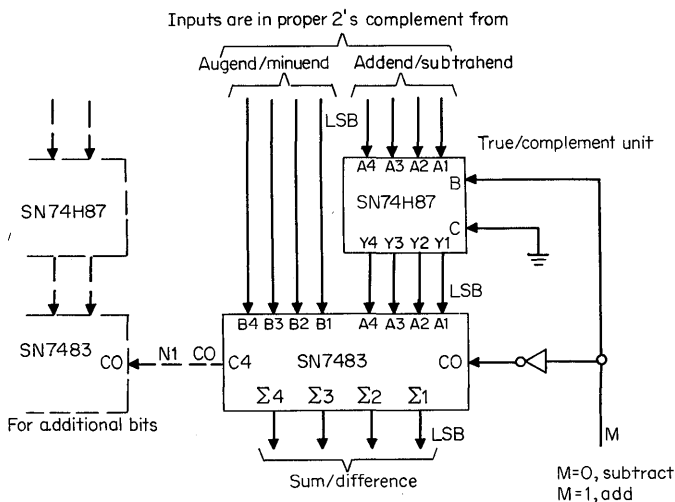 Inputs are in proper 2's complement from
Augend/minuend Addend/subtrahend
LSB
True/complement unit
A4 A3 A2 A1
B
SN74H87
SN74H87
C
Y4 Y3 Y2 Y1
LSB
B4 B3 B2 B1 A4 A3 A2 A1
SN7483
CO N1 CO C4 SN7483 CO
Σ4 Σ3 Σ2 Σ1
For additional bits
LSB
M
Sum/difference
M=0, subtract
M=1, add